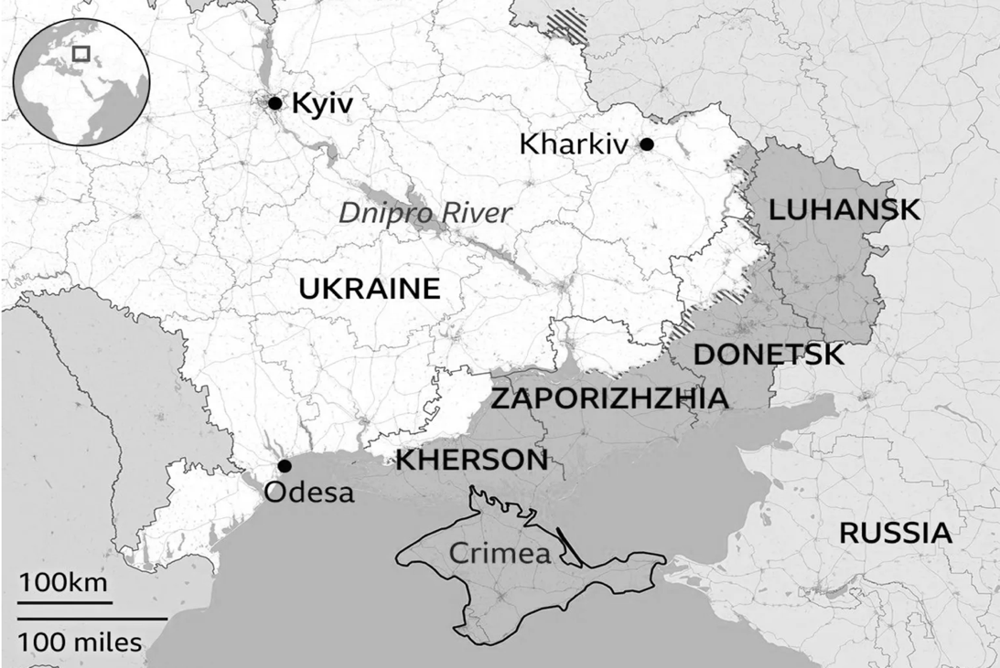 Kyiv
Kharkiv
LUHANSK
Dnipro River
UKRAINE
DONETSK
ZAPORIZHZHIA
KHERSON
Odesa
Crimea
RUSSIA
100km
100 miles